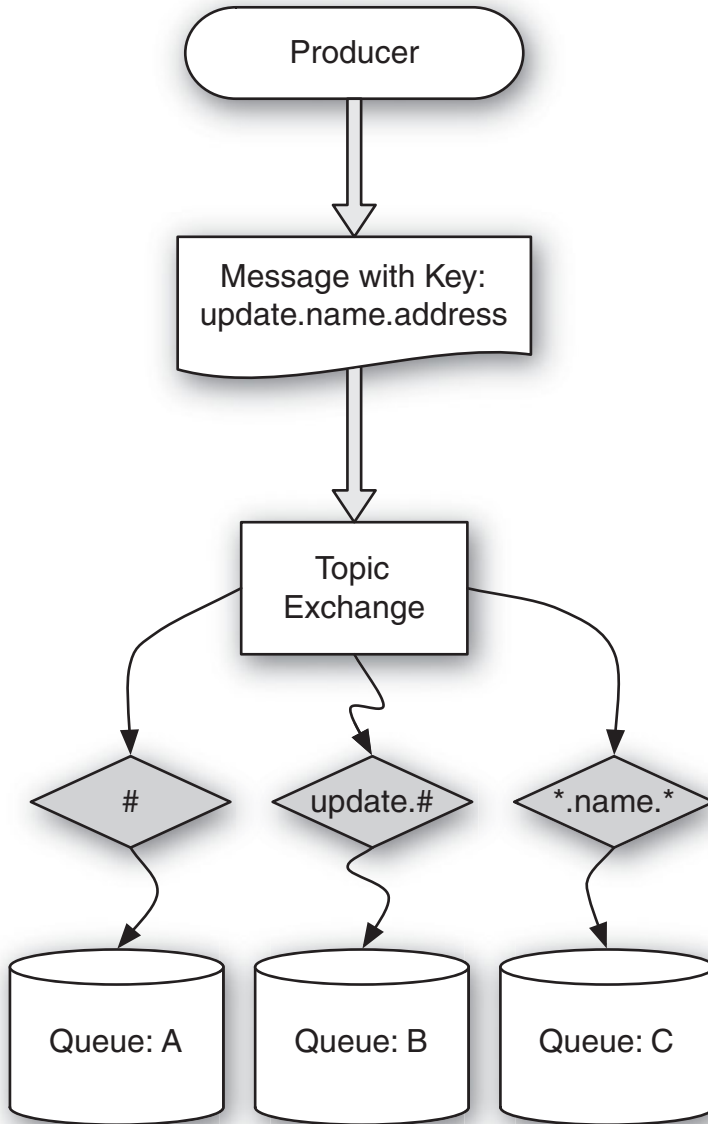 Producer
Message with Key:
update.name.address
Topic
Exchange
#
update.#
*.name.*
Queue: A
Queue: B
Queue: C